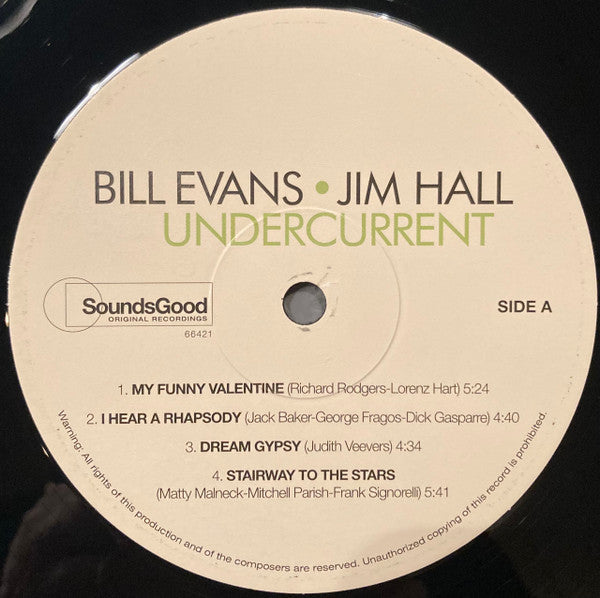 BILL EVANS • JIM HALL
UNDERCURRENT
SoundsGood
ORIGINAL RECORDINGS
66421
SIDE A
1. MY FUNNY VALENTINE (Richard Rodgers-Lorenz Hart) 5:24
2. I HEAR A RHAPSODY (Jack Baker-George Fragos-Dick Gasparre) 4:40
3. DREAM GYPSY (Judith Veevers) 4:34
4. STAIRWAY TO THE STARS
(Matty Malneck-Mitchell Parish-Frank Signorelli) 5:41
Warning: All rights of this production and of the composers are reserved. Unauthorized copying of this record is prohibited.